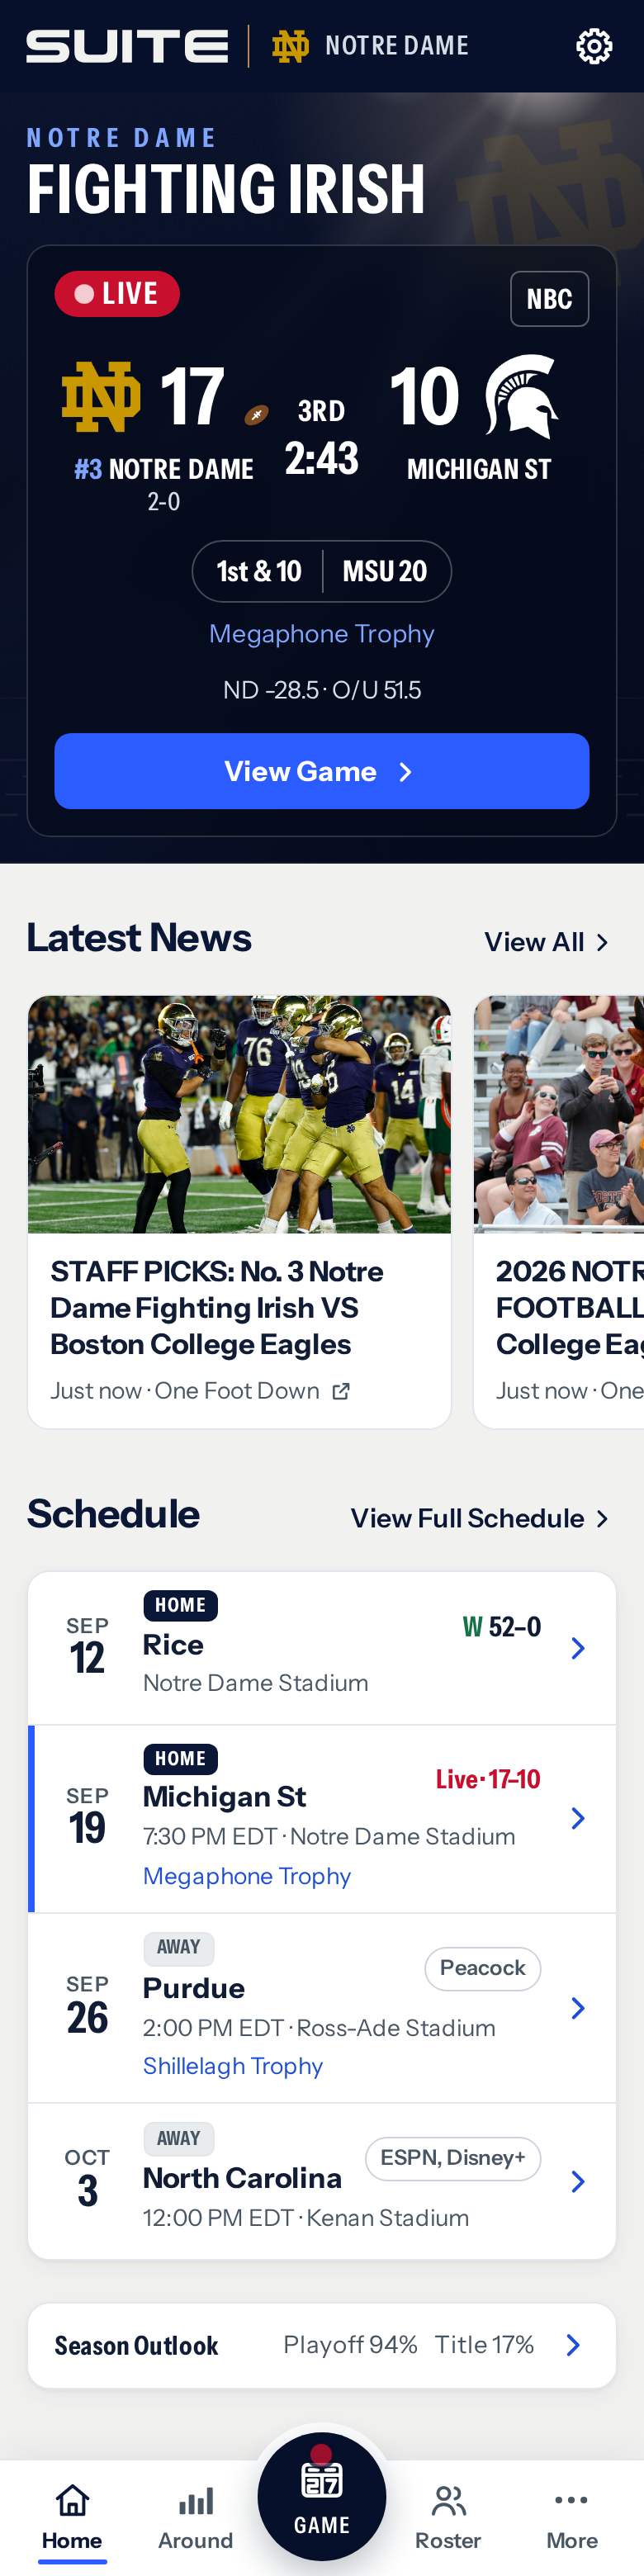 SUITE
NOTRE DAME
NOTRE DAME
FIGHTING IRISH
LIVE
NBC
17
3RD
2:43
10
#3 NOTRE DAME
2-0
MICHIGAN ST
1st & 10
MSU 20
Megaphone Trophy
ND -28.5 · O/U 51.5
View Game
Latest News
View All
76
14
STAFF PICKS: No. 3 Notre
Dame Fighting Irish VS
Boston College Eagles
Just now · One Foot Down
2026 NOTR
FOOTBALL
College Eag
Just now · One
Schedule
View Full Schedule
SEP
12
HOME
Rice
Notre Dame Stadium
W 52–0
SEP
19
HOME
Michigan St
7:30 PM EDT · Notre Dame Stadium
Megaphone Trophy
Live · 17–10
SEP
26
AWAY
Purdue
2:00 PM EDT · Ross-Ade Stadium
Shillelagh Trophy
Peacock
OCT
3
AWAY
North Carolina
12:00 PM EDT · Kenan Stadium
ESPN, Disney+
Season Outlook
Playoff 94%
Title 17%
Home
Around
27
GAME
Roster
More